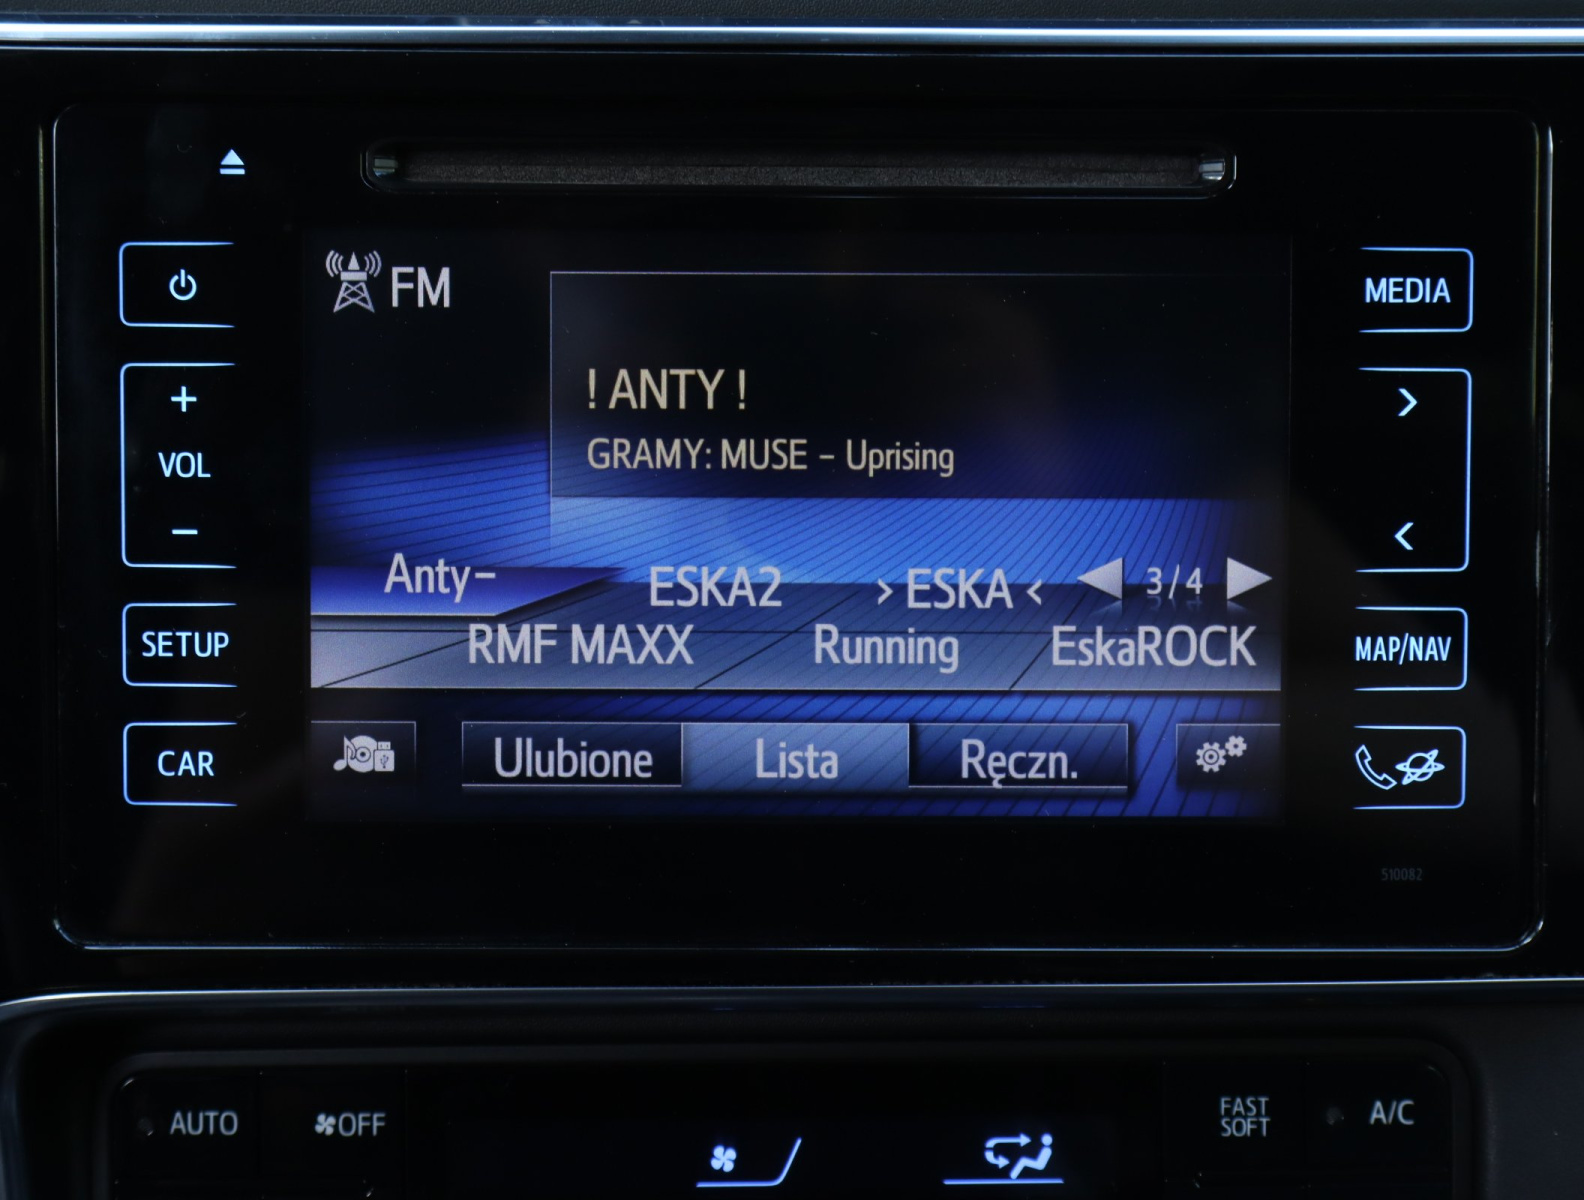 FM
MEDIA
! ANTY !
GRAMY: MUSE – Uprising
+
VOL
–
>
<
Anty–
ESKA2
> ESKA <
3/4
SETUP
RMF MAXX
Running
EskaROCK
MAP/NAV
CAR
Ulubione
Lista
Ręczn.
510082
AUTO
OFF
FAST
SOFT
A/C